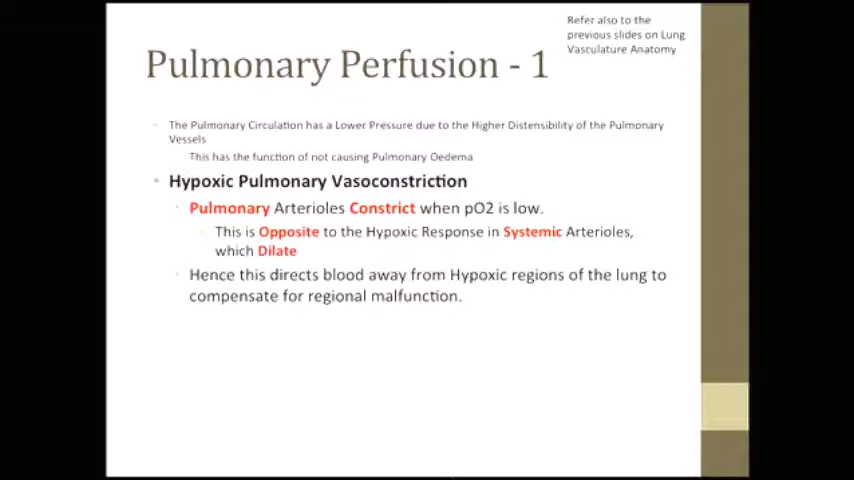 Refer also to the
previous slides on Lung
Vasculature Anatomy
Pulmonary Perfusion - 1
The Pulmonary Circulation has a Lower Pressure due to the Higher Distensibility of the Pulmonary
Vessels
This has the function of not causing Pulmonary Oedema
Hypoxic Pulmonary Vasoconstriction
Pulmonary Arterioles Constrict when pO2 is low.
This is Opposite to the Hypoxic Response in Systemic Arterioles,
which Dilate
Hence this directs blood away from Hypoxic regions of the lung to
compensate for regional malfunction.